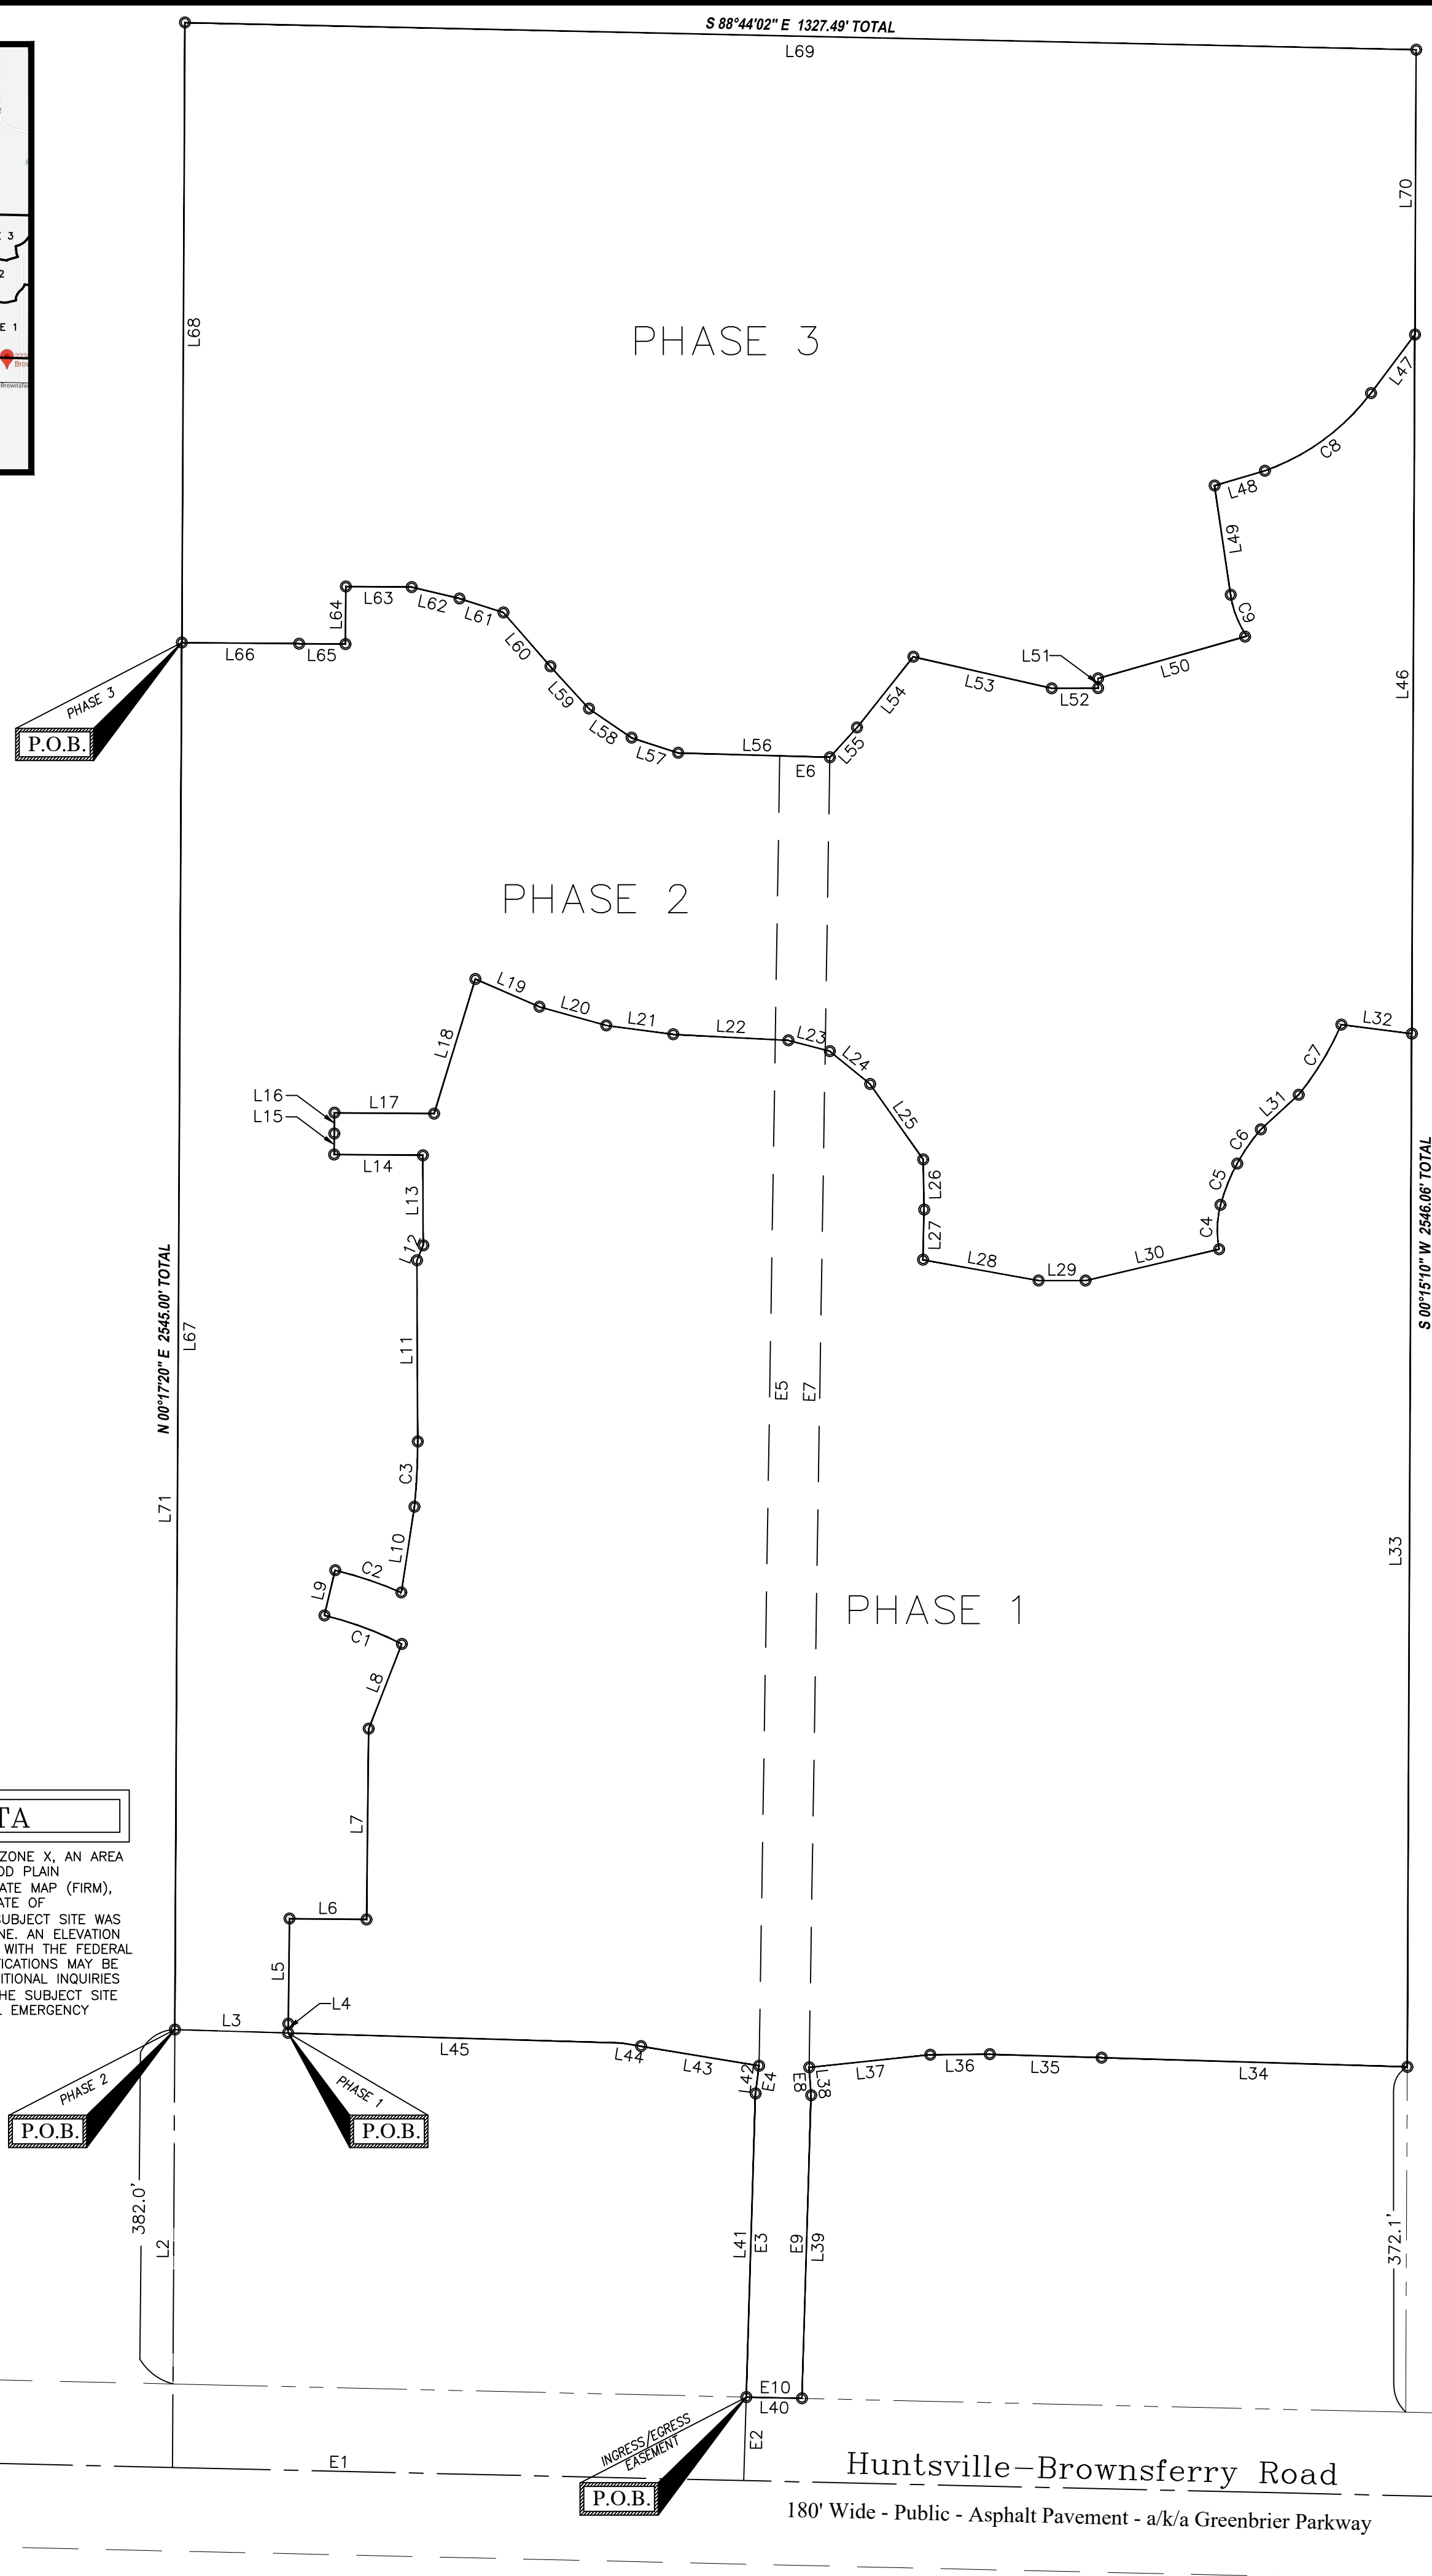 S 88°44'02" E 1327.49' TOTAL
L69
L70
3
2
E 1
L68
PHASE 3
L47
C8
L48
L49
C9
L64
L63
L62
L61
L60
L66
L65
L59
L58
L57
L56
E6
L55
L54
L53
L52
L51
L50
L46
PHASE 3
P.O.B.
PHASE 2
L19
L20
L21
L22
L23
L24
L25
L18
L32
C7
L31
C6
C5
C4
L16
L17
L15
L14
L13
L12
L26
L27
L28
L29
L30
S 00°15'10" W 2546.06' TOTAL
N 00°17'20" E 2545.00' TOTAL
L67
L11
E5
E7
C3
L71
L10
L33
C2
L9
C1
PHASE 1
L8
L7
TA
ZONE X, AN AREA
OD PLAIN
ATE MAP (FIRM),
ATE OF
SUBJECT SITE WAS
NE. AN ELEVATION
WITH THE FEDERAL
ICATIONS MAY BE
ITIONAL INQUIRIES
HE SUBJECT SITE
EMERGENCY
L6
L5
L4
L3
L45
L44
L43
L42
E4
E8
L38
L37
L36
L35
L34
PHASE 2
P.O.B.
PHASE 1
P.O.B.
382.0'
L2
L41
E3
E9
L39
372.1'
E10
L40
INGRESS/EGRESS
EASEMENT
P.O.B.
E2
E1
Huntsville-Brownsferry Road
180' Wide - Public - Asphalt Pavement - a/k/a Greenbrier Parkway